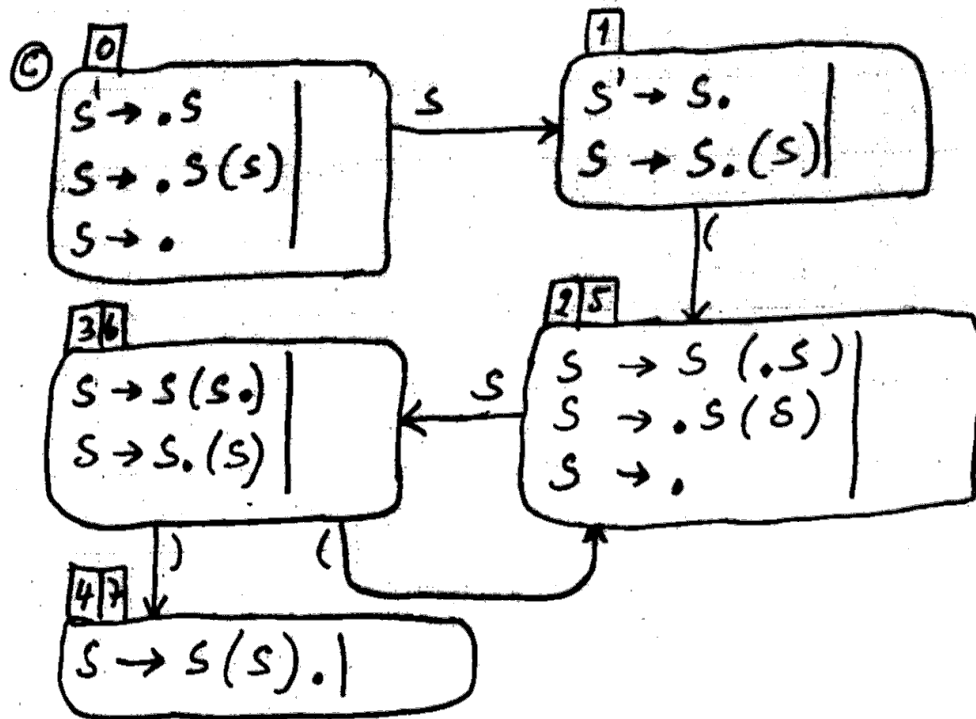 © 0
S' → .S
S → .S(S)
S → .
S
1
S' → S.
S → S.(S)
(
2 5
S → S(.S)
S → .S(S)
S → .
S
3 6
S → S(S.)
S → S.(S)
)
(
4 7
S → S(S).